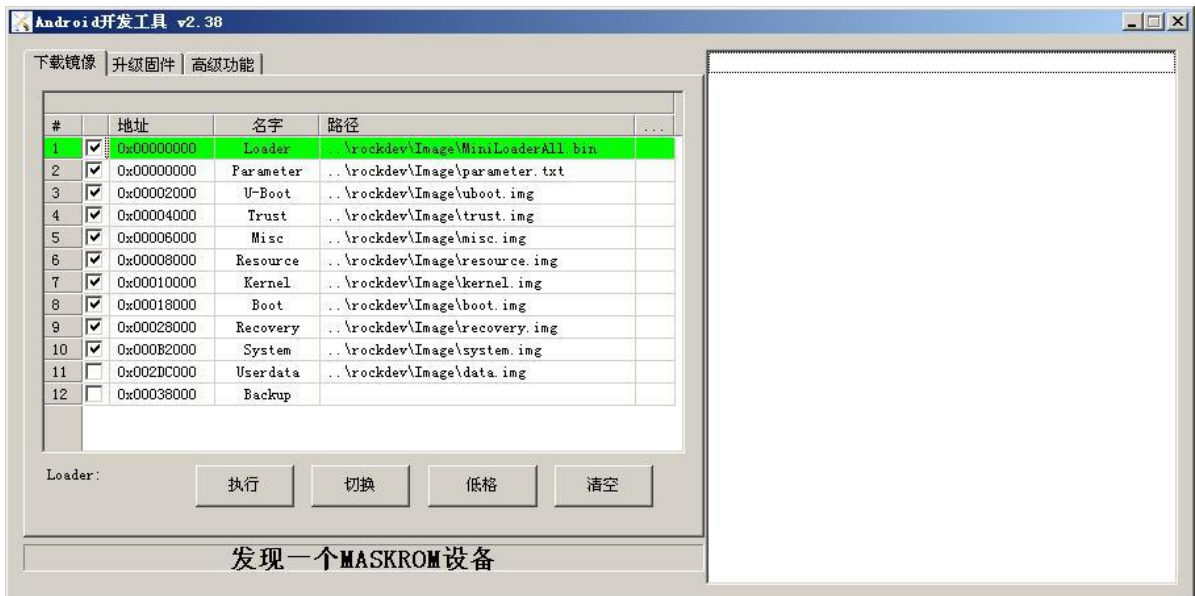 Android开发工具 v2.38
下载镜像 升级固件 高级功能
# 地址 名字 路径 ...
1 0x00000000 Loader ..\rockdev\Image\MiniLoaderAll.bin
2 0x00000000 Parameter ..\rockdev\Image\parameter.txt
3 0x00002000 U-Boot ..\rockdev\Image\uboot.img
4 0x00004000 Trust ..\rockdev\Image\trust.img
5 0x00006000 Misc ..\rockdev\Image\misc.img
6 0x00008000 Resource ..\rockdev\Image\resource.img
7 0x00010000 Kernel ..\rockdev\Image\kernel.img
8 0x00018000 Boot ..\rockdev\Image\boot.img
9 0x00028000 Recovery ..\rockdev\Image\recovery.img
10 0x000B2000 System ..\rockdev\Image\system.img
11 0x002DC000 Userdata ..\rockdev\Image\data.img
12 0x00038000 Backup
Loader: 执行 切换 低格 清空
发现一个MASKROM设备